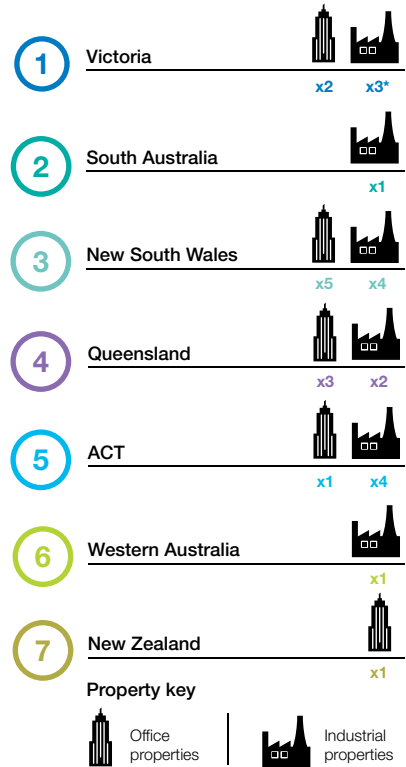 1
Victoria
x2 x3*
2
South Australia
x1
3
New South Wales
x5 x4
4
Queensland
x3 x2
5
ACT
x1 x4
6
Western Australia
x1
7
New Zealand
x1
Property key
Office
properties
Industrial
properties